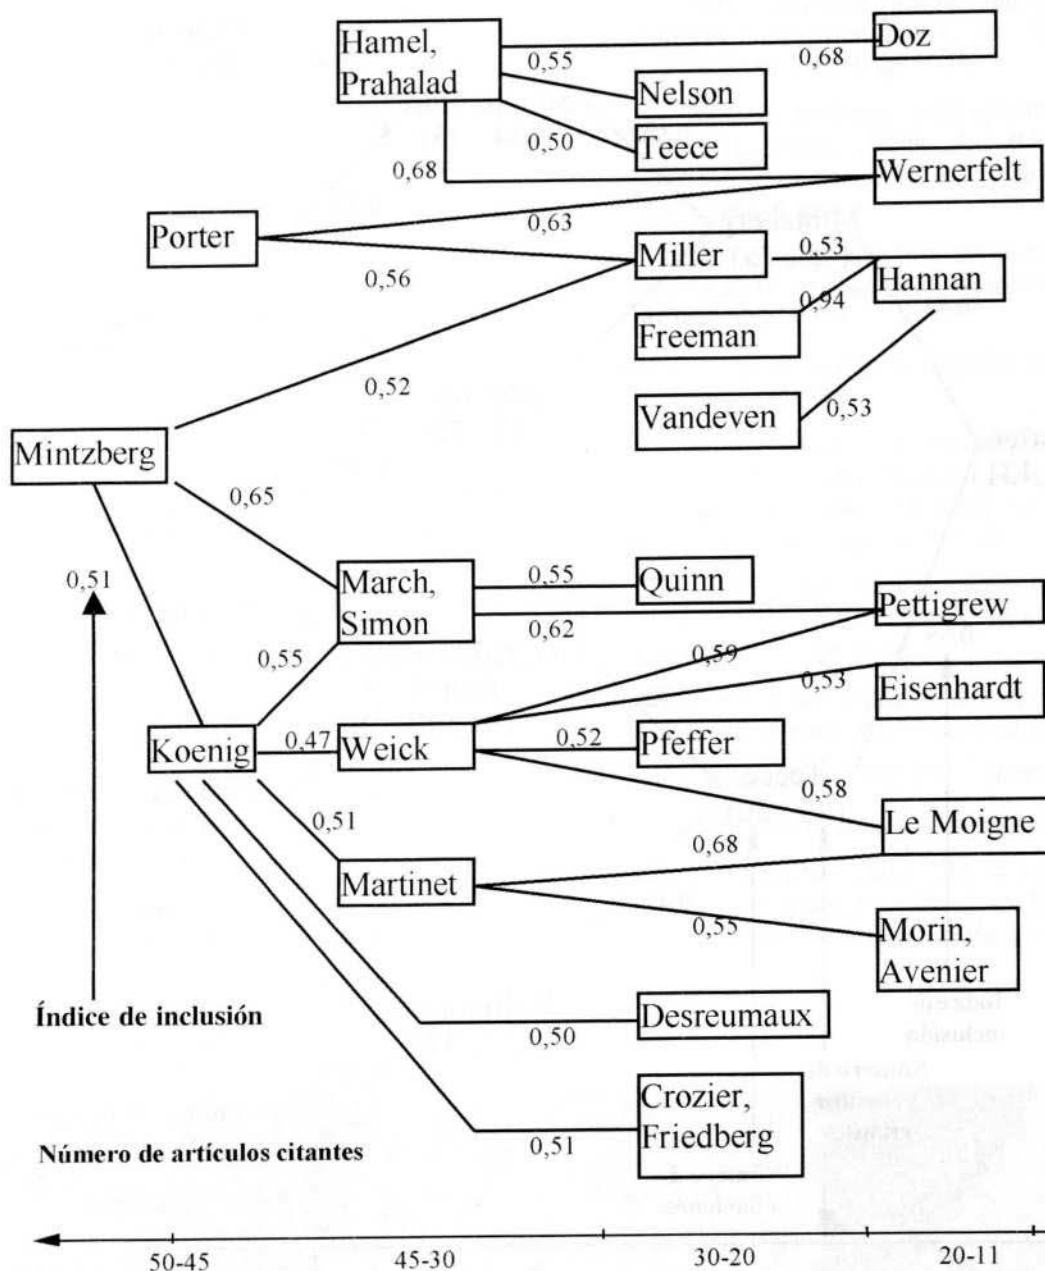 Hamel,
Prahalad
0,55
0,68
Doz
Nelson
0,50
Teece
0,68
Wernerfelt
Porter
0,63
0,56
Miller
0,53
Hannan
0,94
Freeman
0,52
Vandeven
0,53
Mintzberg
0,65
0,51
March,
Simon
0,55
Quinn
0,62
Pettigrew
0,55
0,59
0,53
Eisenhardt
Koenig
0,47
Weick
0,52
Pfeffer
0,58
Le Moigne
0,51
Martinet
0,68
0,55
Morin,
Avenier
Índice de inclusión
0,50
Desreumaux
Crozier,
Friedberg
0,51
Número de artículos citantes
50-45
45-30
30-20
20-11